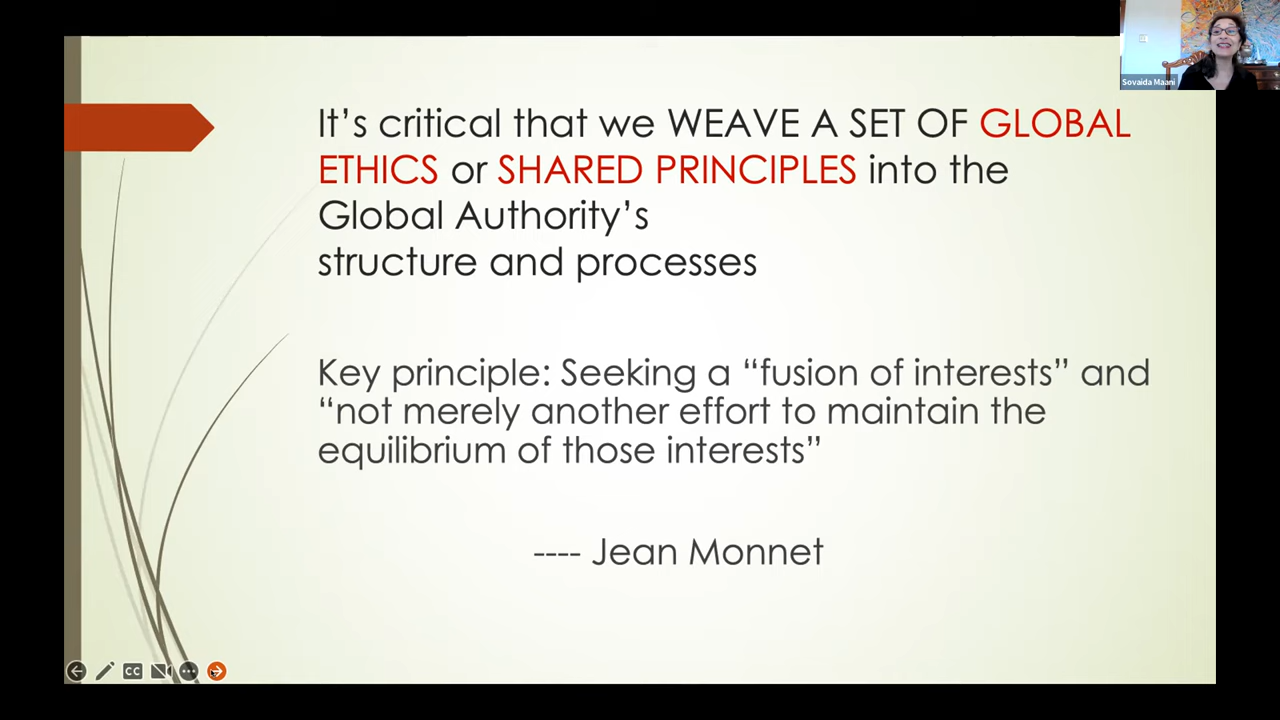 Sovaida Maani
It’s critical that we WEAVE A SET OF GLOBAL
ETHICS or SHARED PRINCIPLES into the
Global Authority’s
structure and processes
Key principle: Seeking a “fusion of interests” and
“not merely another effort to maintain the
equilibrium of those interests”
---- Jean Monnet
CC